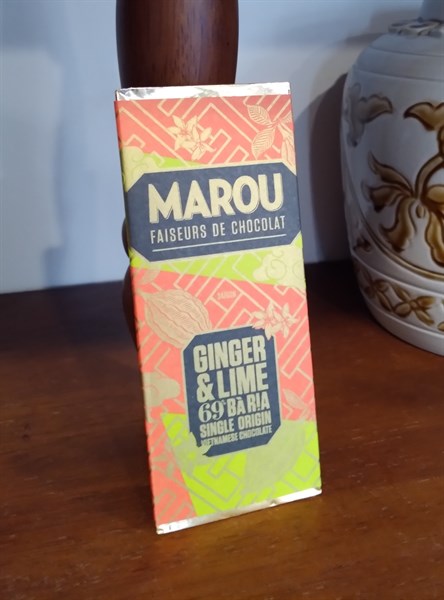 MAROU
FAISEURS DE CHOCOLAT
GINGER
& LIME
69% BÀ RỊA
SINGLE ORIGIN
VIETNAMESE CHOCOLATE